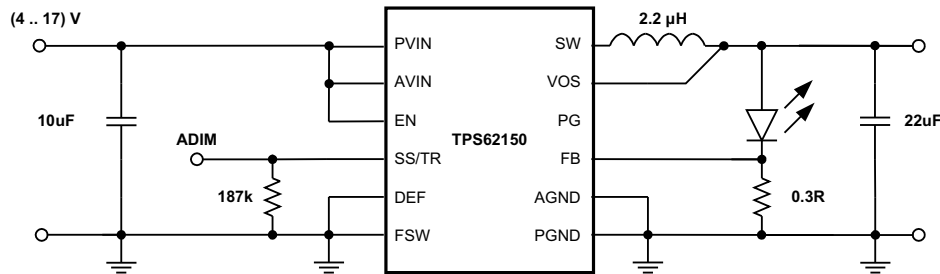 (4 .. 17) V
2.2 µH
PVIN
SW
AVIN
VOS
10uF
EN
PG
22uF
ADIM
TPS62150
SS/TR
FB
187k
DEF
AGND
0.3R
FSW
PGND